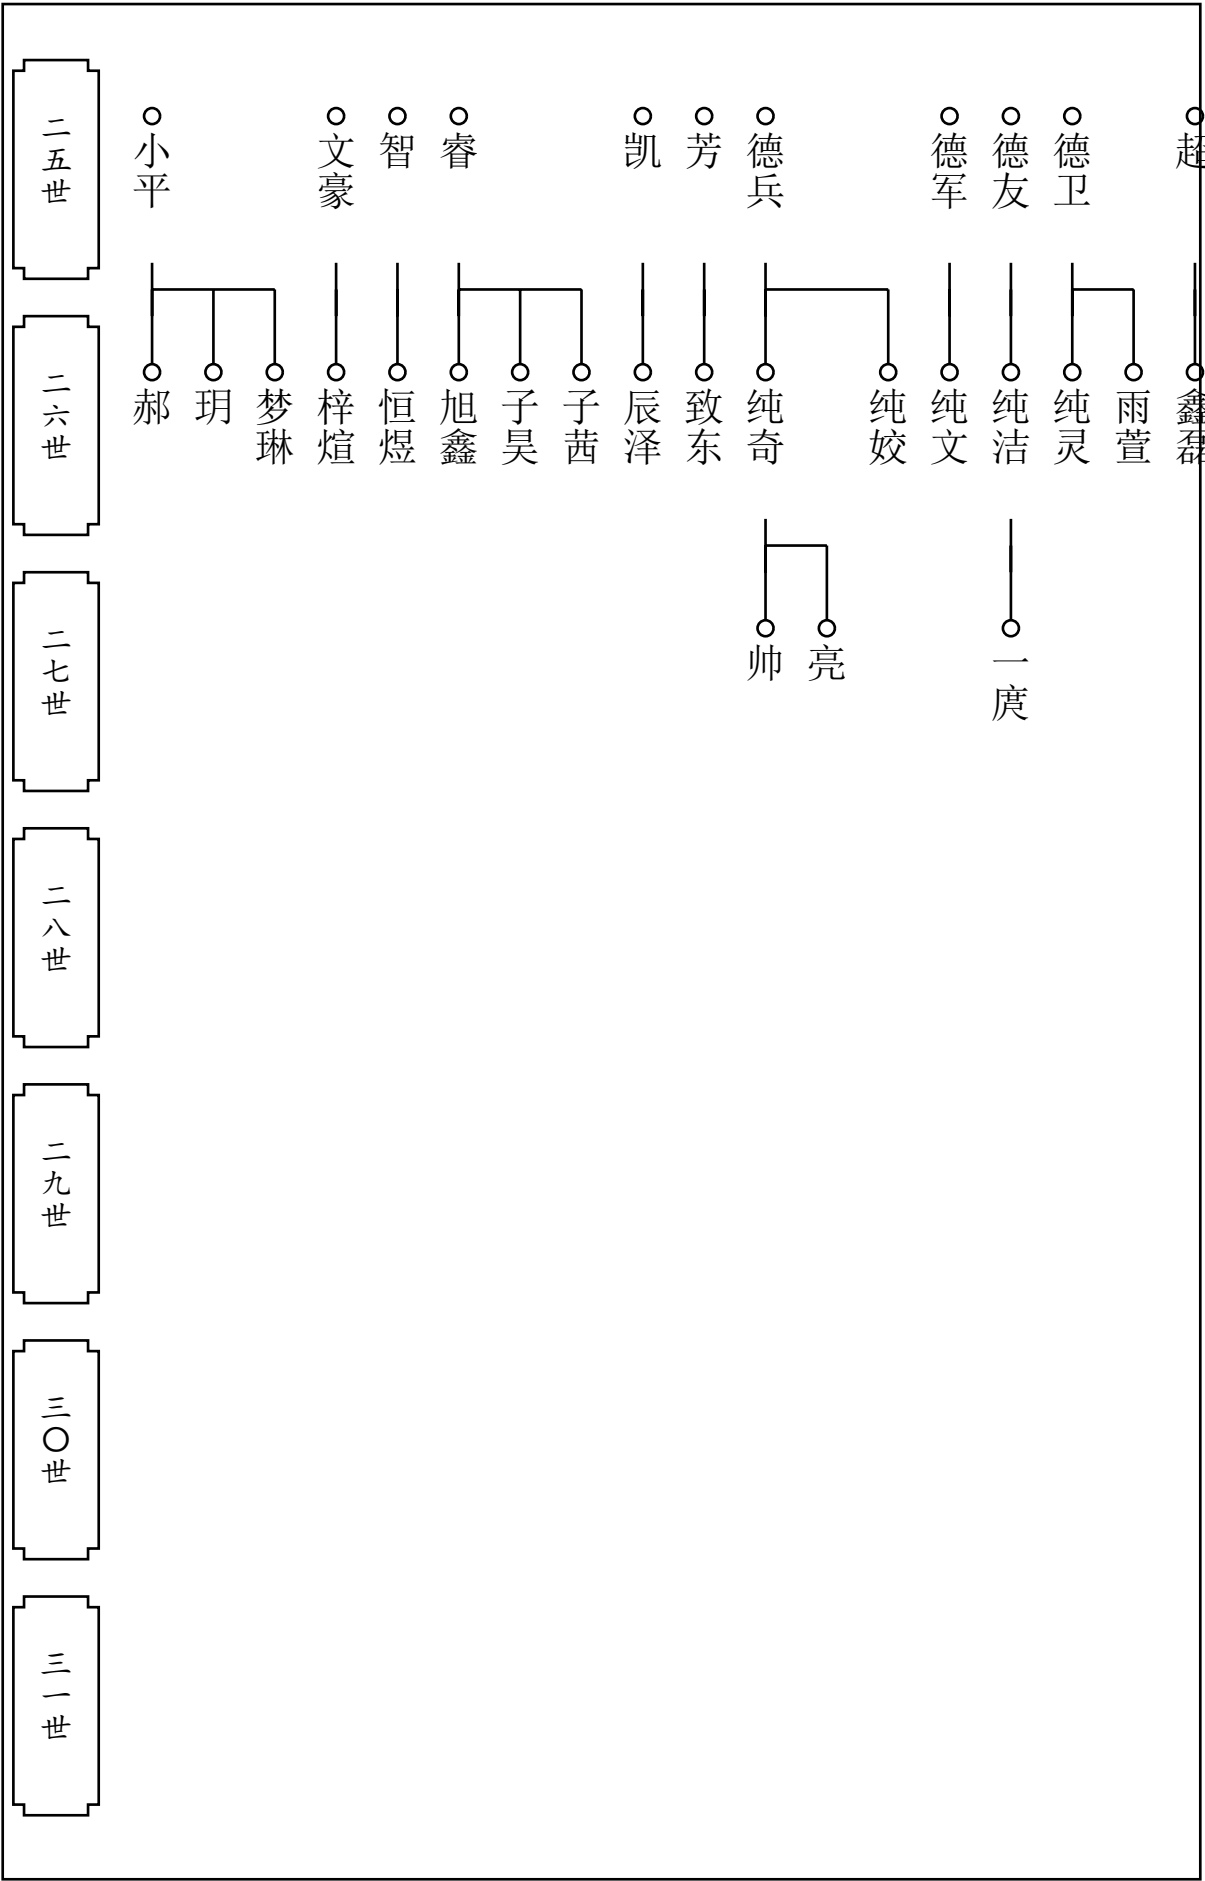 二五世
小平
文豪
智
睿
凯
芳
德兵
德军
德友
德卫
超
二六世
郝
玥
梦琳
梓煊
恒煜
旭鑫
子昊
子茜
辰泽
致东
纯奇
纯姣
纯文
纯洁
纯灵
雨萱
鑫磊
二七世
帅
亮
一庹
二八世
二九世
三〇世
三一世